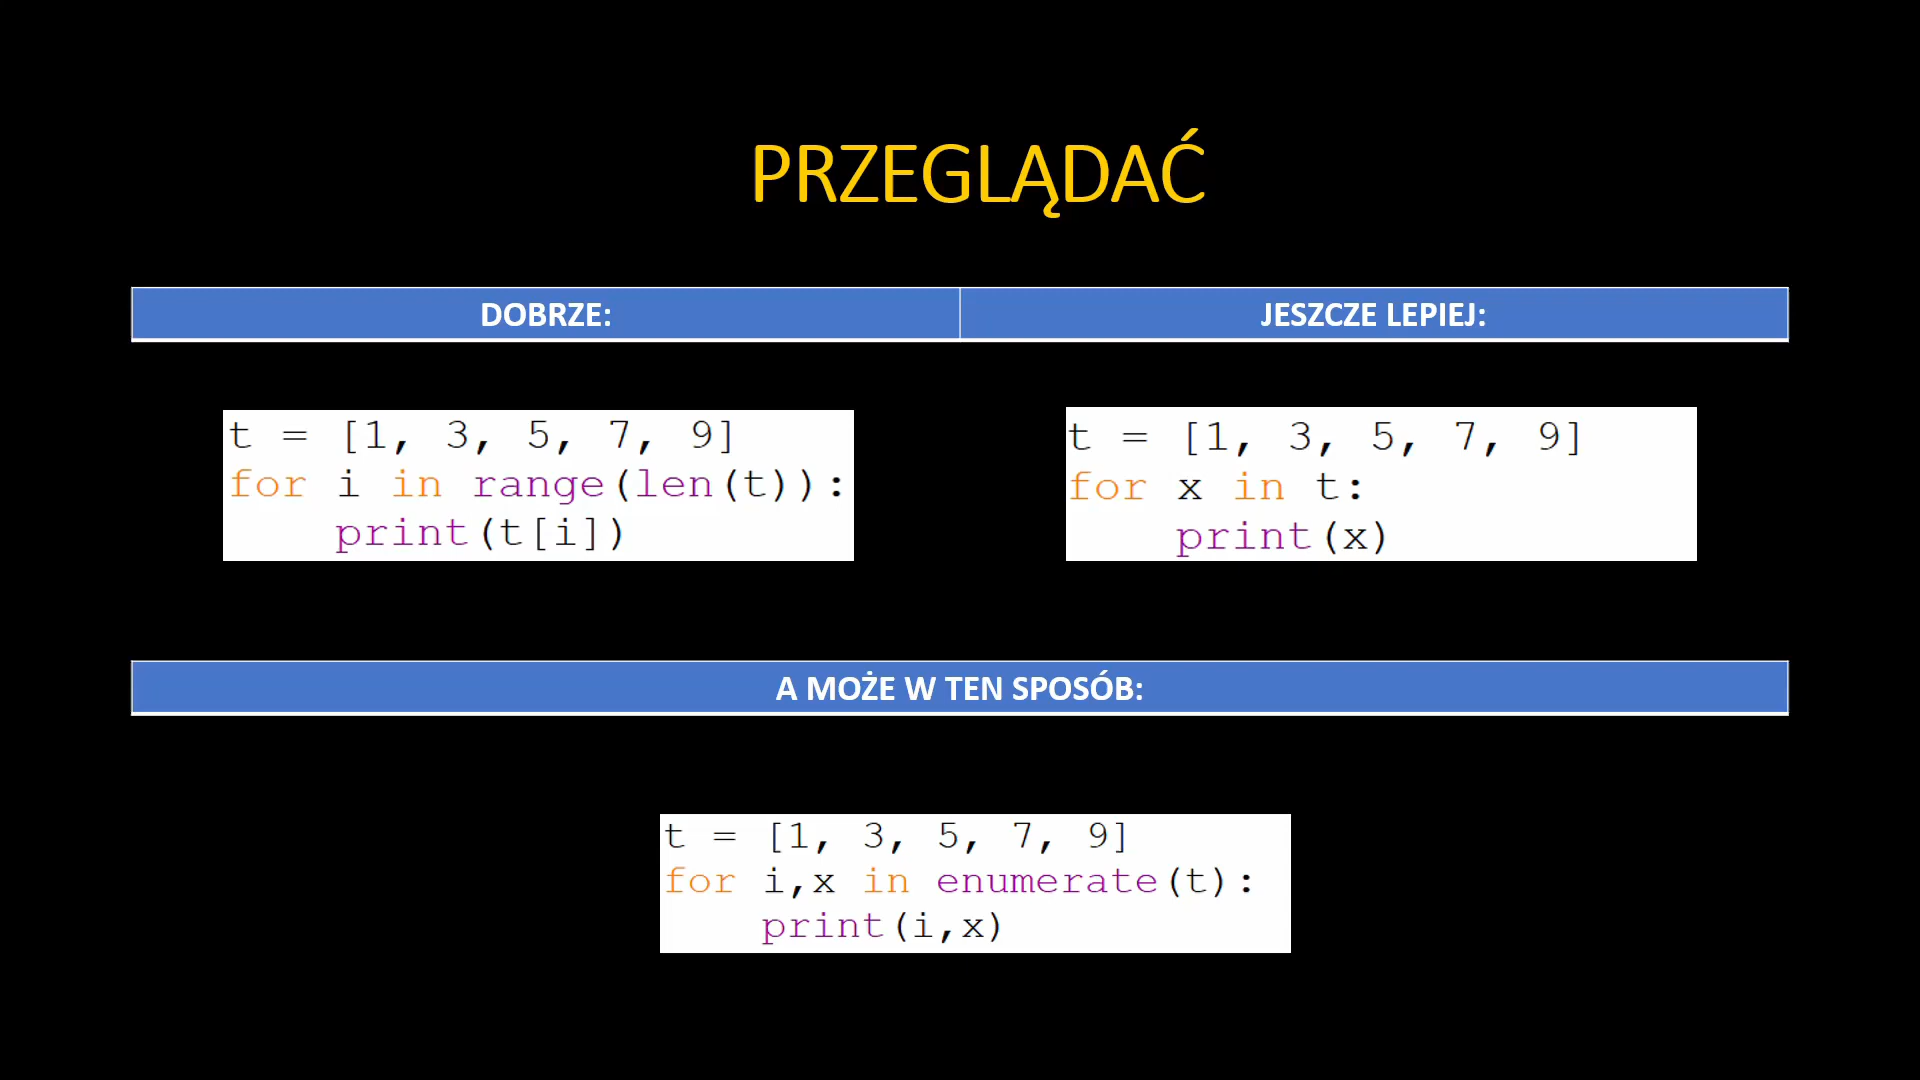 PRZEGLĄDAĆ
DOBRZE:
JESZCZE LEPIEJ:
t = [1, 3, 5, 7, 9]
for i in range(len(t)):
    print(t[i])
t = [1, 3, 5, 7, 9]
for x in t:
    print(x)
A MOŻE W TEN SPOSÓB:
t = [1, 3, 5, 7, 9]
for i,x in enumerate(t):
    print(i,x)